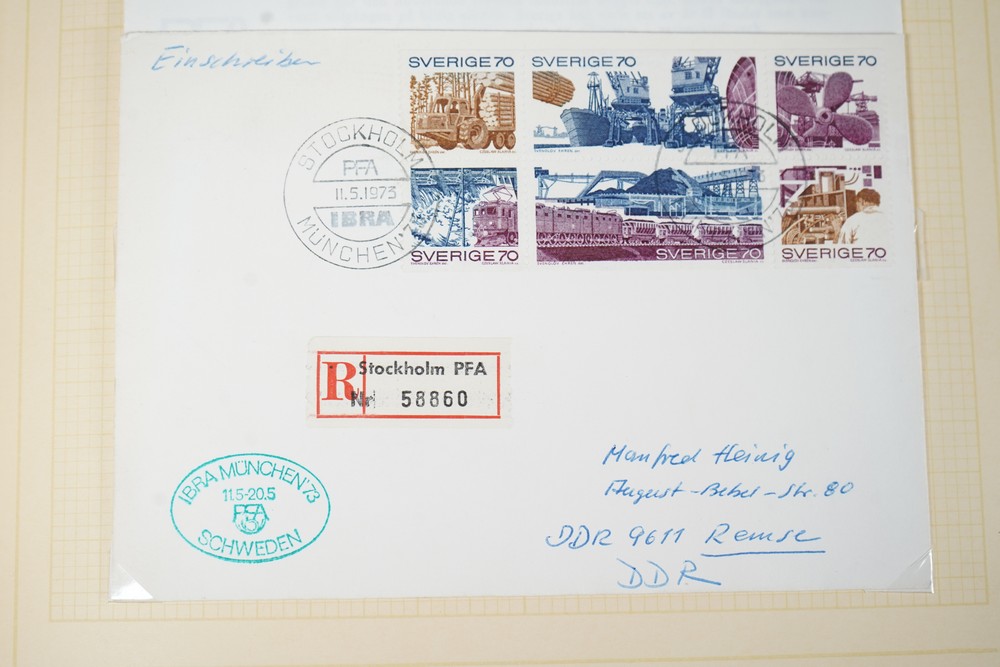 Einschreiben
SVERIGE 70
SVERIGE 70
SVERIGE 70
STOCKHOLM
PFA
11.5.1973
IBRA
MÜNCHEN'73
SVERIGE 70
SVERIGE 70
SVERIGE 70
R Stockholm PFA
Nr 58860
IBRA MÜNCHEN'73
11.5-20.5
PFA
SCHWEDEN
Manfred Heinig
August-Bebel-Str. 80
DDR 9611 Remse
DDR